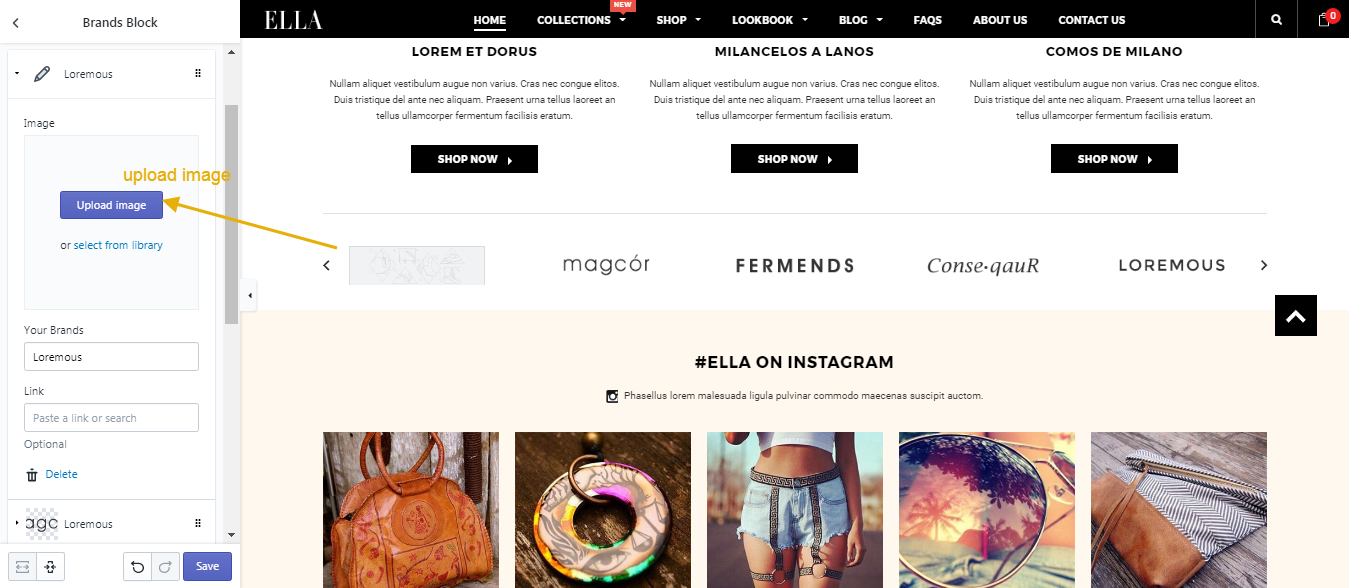 Brands Block
ELLA
HOME
COLLECTIONS
NEW
SHOP
LOOKBOOK
BLOG
FAQS
ABOUT US
CONTACT US
0
Loremous
Image
upload image
Upload image
or select from library
Your Brands
Loremous
Link
Paste a link or search
Optional
Delete
agc
Loremous
Save
LOREM ET DORUS
Nullam aliquet vestibulum augue non varius. Cras nec congue elitos.
Duis tristique del ante nec aliquam. Praesent urna tellus laoreet an
tellus ullamcorper fermentum facilisis eratum.
SHOP NOW
MILANCELOS A LANOS
Nullam aliquet vestibulum augue non varius. Cras nec congue elitos.
Duis tristique del ante nec aliquam. Praesent urna tellus laoreet an
tellus ullamcorper fermentum facilisis eratum.
SHOP NOW
COMOS DE MILANO
Nullam aliquet vestibulum augue non varius. Cras nec congue elitos.
Duis tristique del ante nec aliquam. Praesent urna tellus laoreet an
tellus ullamcorper fermentum facilisis eratum.
SHOP NOW
magcór
FERMENDS
Conse•qauR
LOREMOUS
#ELLA ON INSTAGRAM
Phasellus lorem malesuada ligula pulvinar commodo maecenas suscipit auctom.